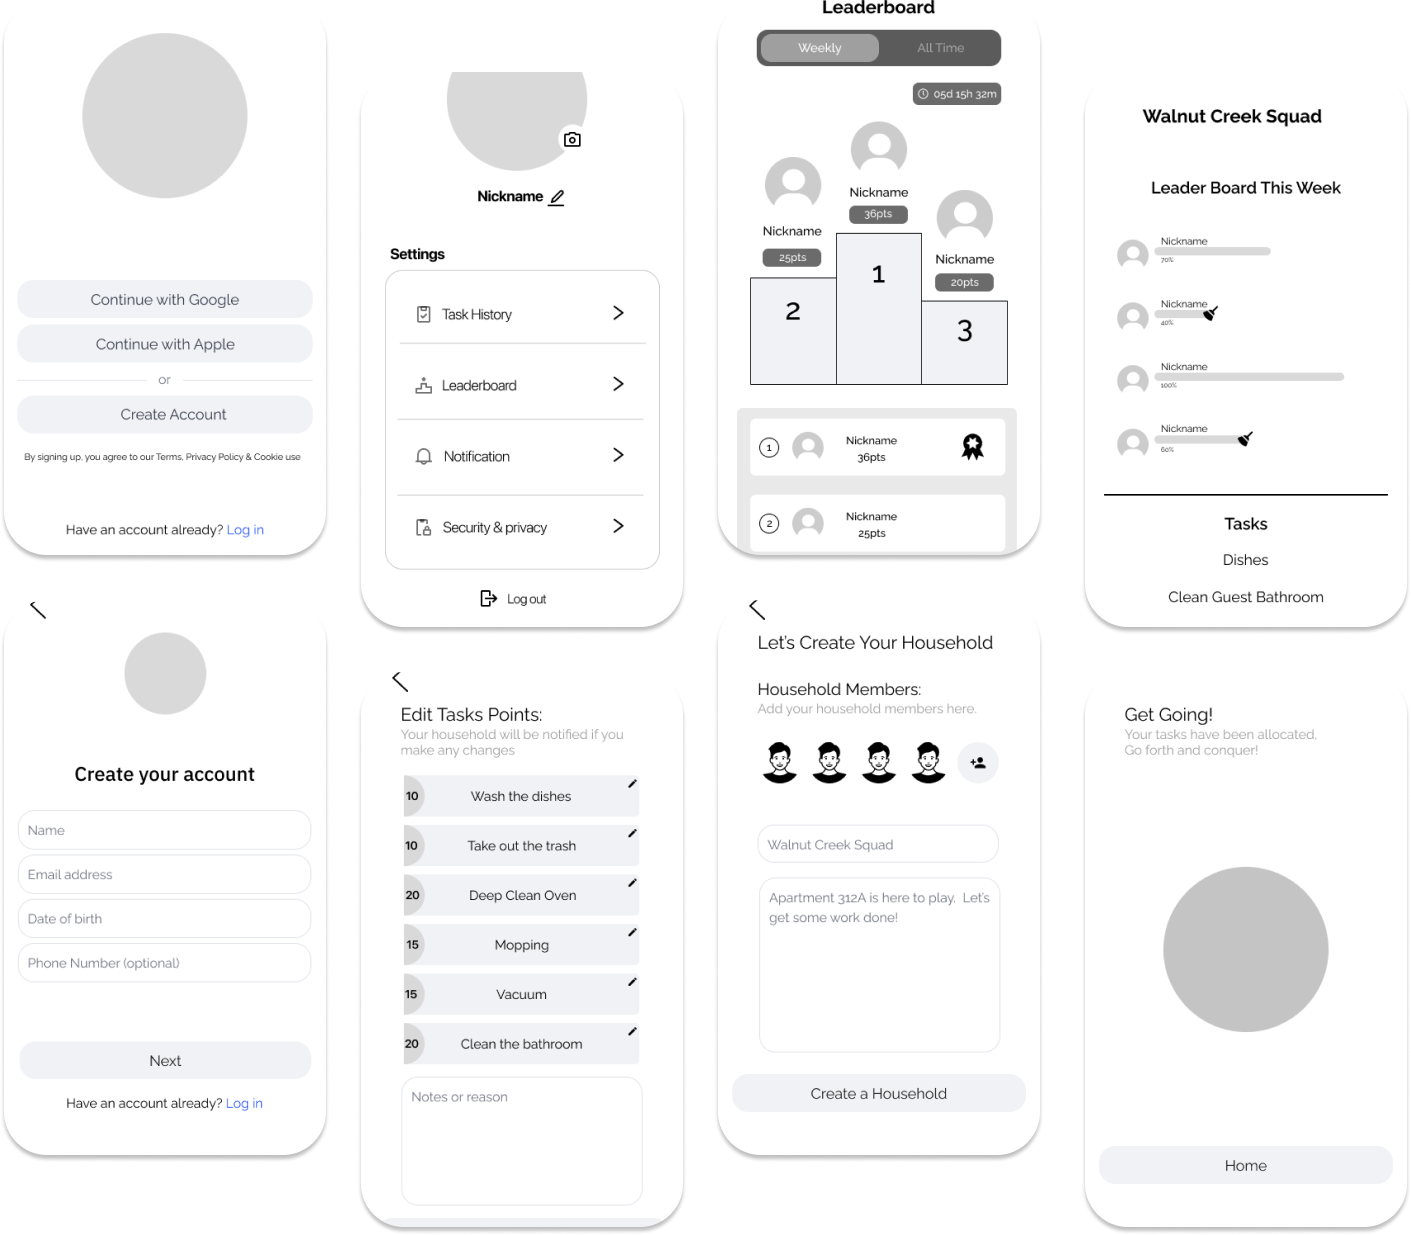 Continue with Google
Continue with Apple
or
Create Account
By signing up, you agree to our Terms, Privacy Policy & Cookie use
Have an account already? Log in
Nickname
Settings
Task History
Leaderboard
Notification
Security & privacy
Log out
Leaderboard
Weekly
All Time
05d 15h 32m
Nickname
36pts
Nickname
25pts
Nickname
20pts
1
2
3
1
Nickname
36pts
2
Nickname
25pts
Walnut Creek Squad
Leader Board This Week
Nickname
70%
Nickname
40%
Nickname
100%
Nickname
60%
Tasks
Dishes
Clean Guest Bathroom
Create your account
Name
Email address
Date of birth
Phone Number (optional)
Next
Have an account already? Log in
Edit Tasks Points:
Your household will be notified if you
make any changes
10 Wash the dishes
10 Take out the trash
20 Deep Clean Oven
15 Mopping
15 Vacuum
20 Clean the bathroom
Notes or reason
Let's Create Your Household
Household Members:
Add your household members here.
Walnut Creek Squad
Apartment 312A is here to play. Let's
get some work done!
Create a Household
Get Going!
Your tasks have been allocated.
Go forth and conquer!
Home